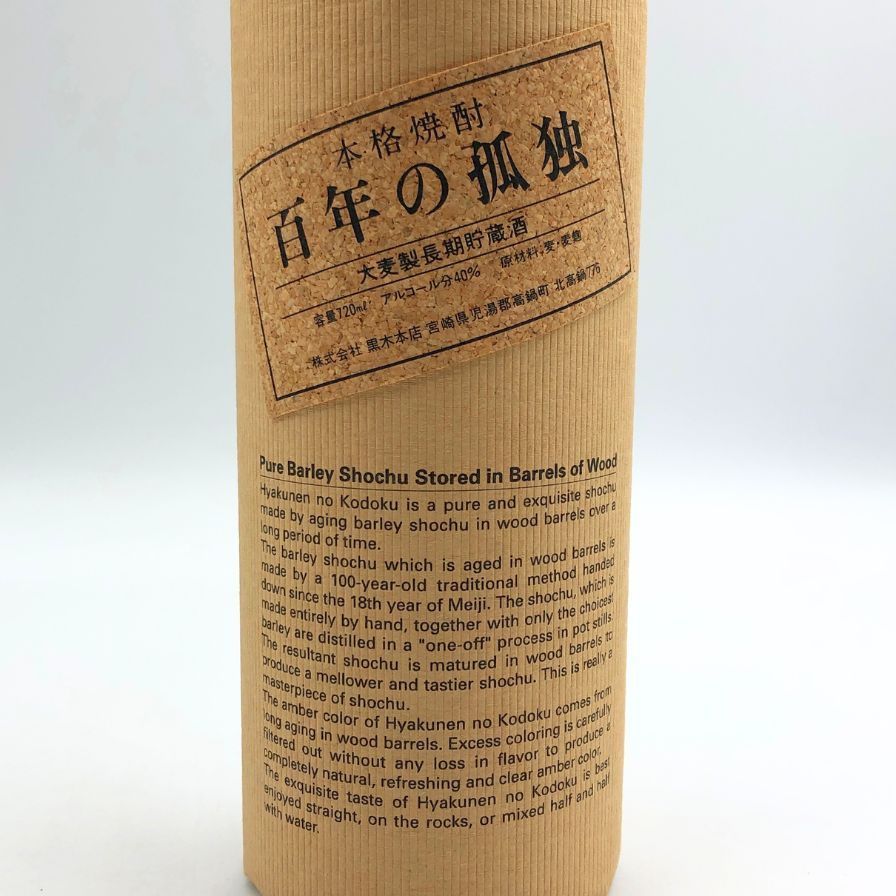 本格焼酎
百年の孤独
大麦製長期貯蔵酒
容量720mℓ アルコール分40% 原材料;麦・麦麹
株式会社 黒木本店 宮崎県児湯郡高鍋町 北高鍋776
Pure Barley Shochu Stored in Barrels of Wood
Hyakunen no Kodoku is a pure and exquisite shochu
made by aging barley shochu in wood barrels over a
long period of time.
The barley shochu which is aged in wood barrels is
made by a 100-year-old traditional method handed
down since the 18th year of Meiji. The shochu, which is
made entirely by hand, together with only the choicest
barley are distilled in a "one-off" process in pot stills.
The resultant shochu is matured in wood barrels to
produce a mellower and tastier shochu. This is really a
masterpiece of shochu.
The amber color of Hyakunen no Kodoku comes from
long aging in wood barrels. Excess coloring is carefully
filtered out without any loss in flavor to produce a
completely natural, refreshing and clear amber color.
The exquisite taste of Hyakunen no Kodoku is best
enjoyed straight, on the rocks, or mixed half and half
with water.